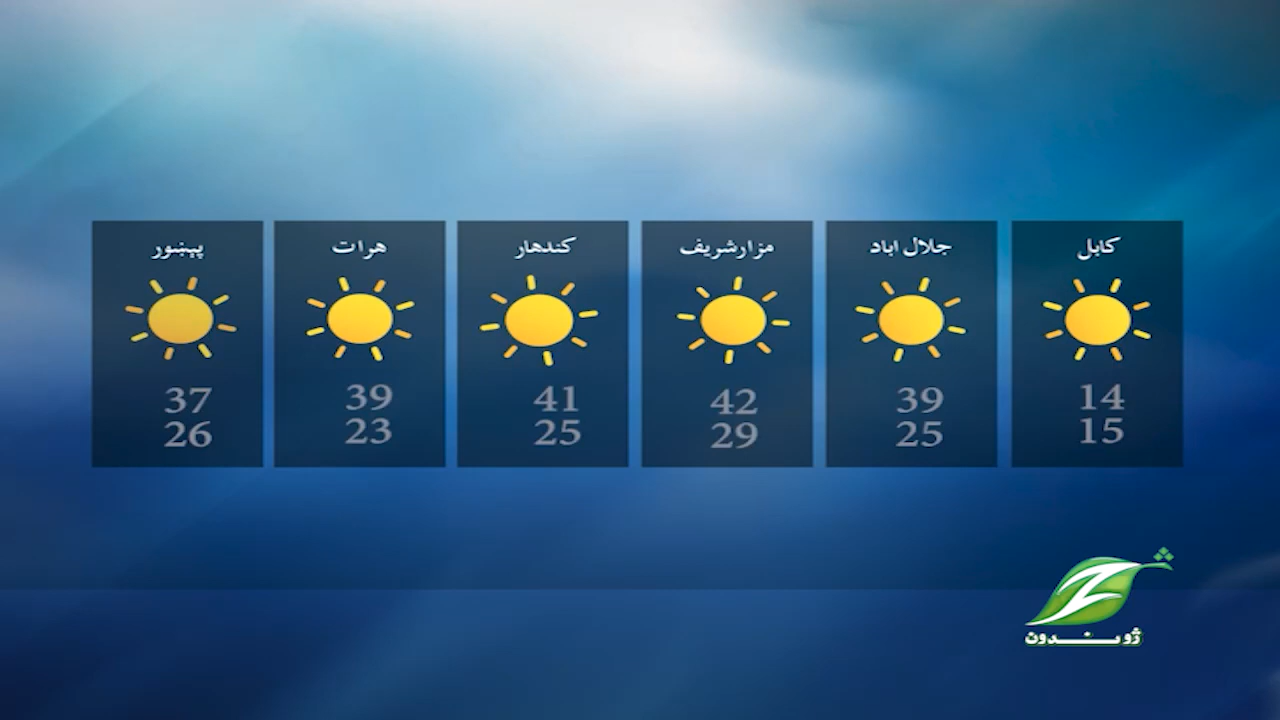 کابل
14
15
جلال اباد
39
25
مزارشریف
42
29
کندهار
41
25
هرات
39
23
پېښور
37
26
ژوندون